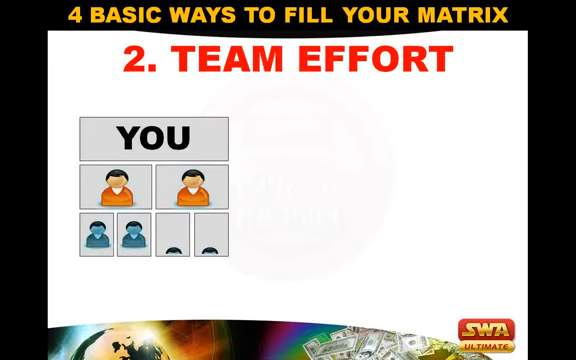 4 BASIC WAYS TO FILL YOUR MATRIX
2. TEAM EFFORT
YOU
SWA
ULTIMATE